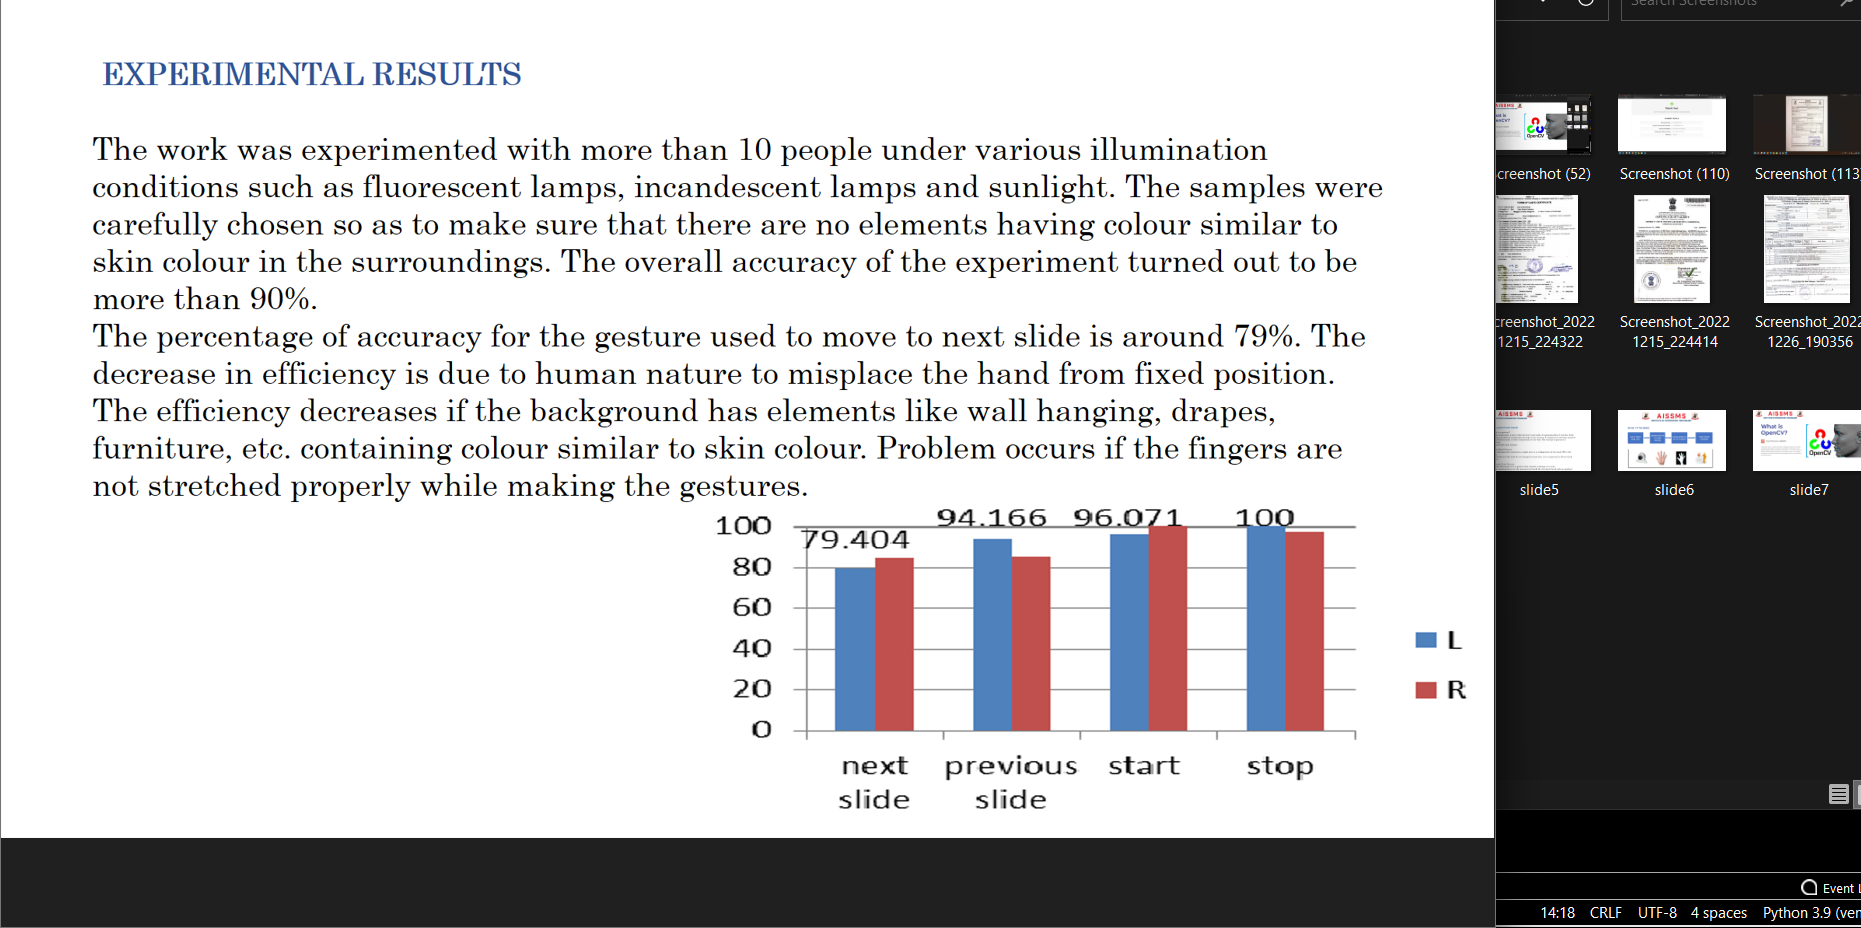 EXPERIMENTAL RESULTS
The work was experimented with more than 10 people under various illumination
conditions such as fluorescent lamps, incandescent lamps and sunlight. The samples were
carefully chosen so as to make sure that there are no elements having colour similar to
skin colour in the surroundings. The overall accuracy of the experiment turned out to be
more than 90%.
The percentage of accuracy for the gesture used to move to next slide is around 79%. The
decrease in efficiency is due to human nature to misplace the hand from fixed position.
The efficiency decreases if the background has elements like wall hanging, drapes,
furniture, etc. containing colour similar to skin colour. Problem occurs if the fingers are
not stretched properly while making the gestures.
94.166 96.071 100
100
79.404
80
60
40
20
0
L
R
next previous start stop
slide slide
Search Screenshots
creenshot (52) Screenshot (110) Screenshot (113
creenshot_2022 Screenshot_2022 Screenshot_2022
1215_224322 1215_224414 1226_190356
AISSMS AISSMS AISSMS
What is
OpenCV?
OpenCV
slide5 slide6 slide7
Event L
14:18 CRLF UTF-8 4 spaces Python 3.9 (ven